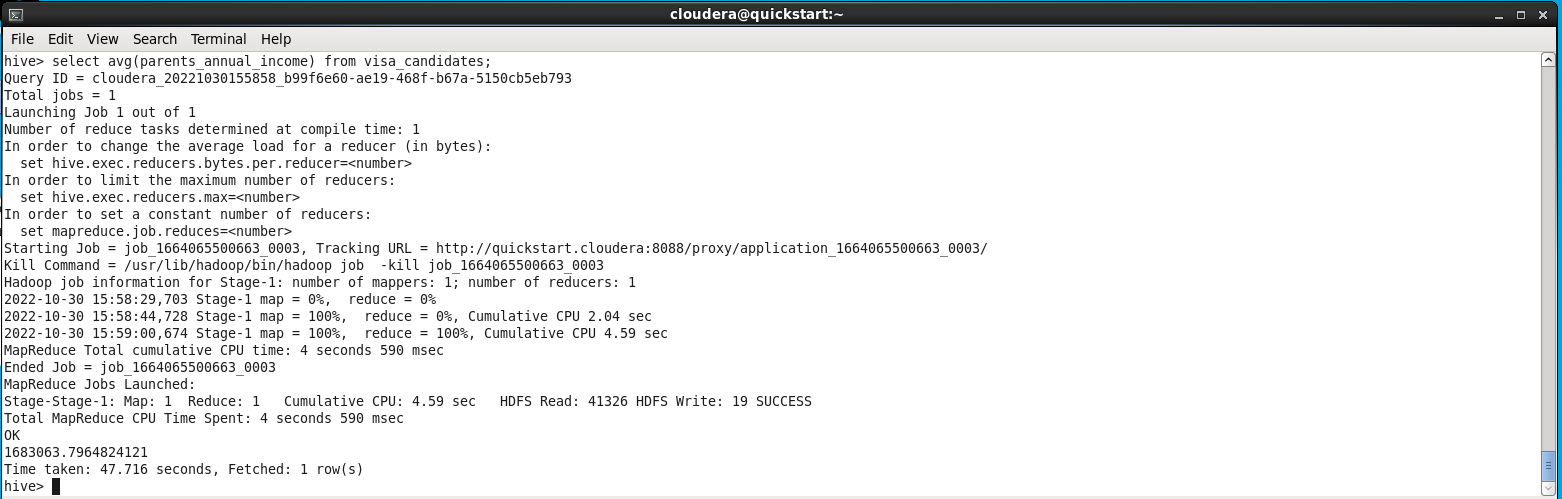 cloudera@quickstart:~
File Edit View Search Terminal Help
hive> select avg(parents_annual_income) from visa_candidates;
Query ID = cloudera_20221030155858_b99f6e60-ae19-468f-b67a-5150cb5eb793
Total jobs = 1
Launching Job 1 out of 1
Number of reduce tasks determined at compile time: 1
In order to change the average load for a reducer (in bytes):
  set hive.exec.reducers.bytes.per.reducer=<number>
In order to limit the maximum number of reducers:
  set hive.exec.reducers.max=<number>
In order to set a constant number of reducers:
  set mapreduce.job.reduces=<number>
Starting Job = job_1664065500663_0003, Tracking URL = http://quickstart.cloudera:8088/proxy/application_1664065500663_0003/
Kill Command = /usr/lib/hadoop/bin/hadoop job  -kill job_1664065500663_0003
Hadoop job information for Stage-1: number of mappers: 1; number of reducers: 1
2022-10-30 15:58:29,703 Stage-1 map = 0%,  reduce = 0%
2022-10-30 15:58:44,728 Stage-1 map = 100%,  reduce = 0%, Cumulative CPU 2.04 sec
2022-10-30 15:59:00,674 Stage-1 map = 100%,  reduce = 100%, Cumulative CPU 4.59 sec
MapReduce Total cumulative CPU time: 4 seconds 590 msec
Ended Job = job_1664065500663_0003
MapReduce Jobs Launched:
Stage-Stage-1: Map: 1  Reduce: 1   Cumulative CPU: 4.59 sec   HDFS Read: 41326 HDFS Write: 19 SUCCESS
Total MapReduce CPU Time Spent: 4 seconds 590 msec
OK
1683063.7964824121
Time taken: 47.716 seconds, Fetched: 1 row(s)
hive>